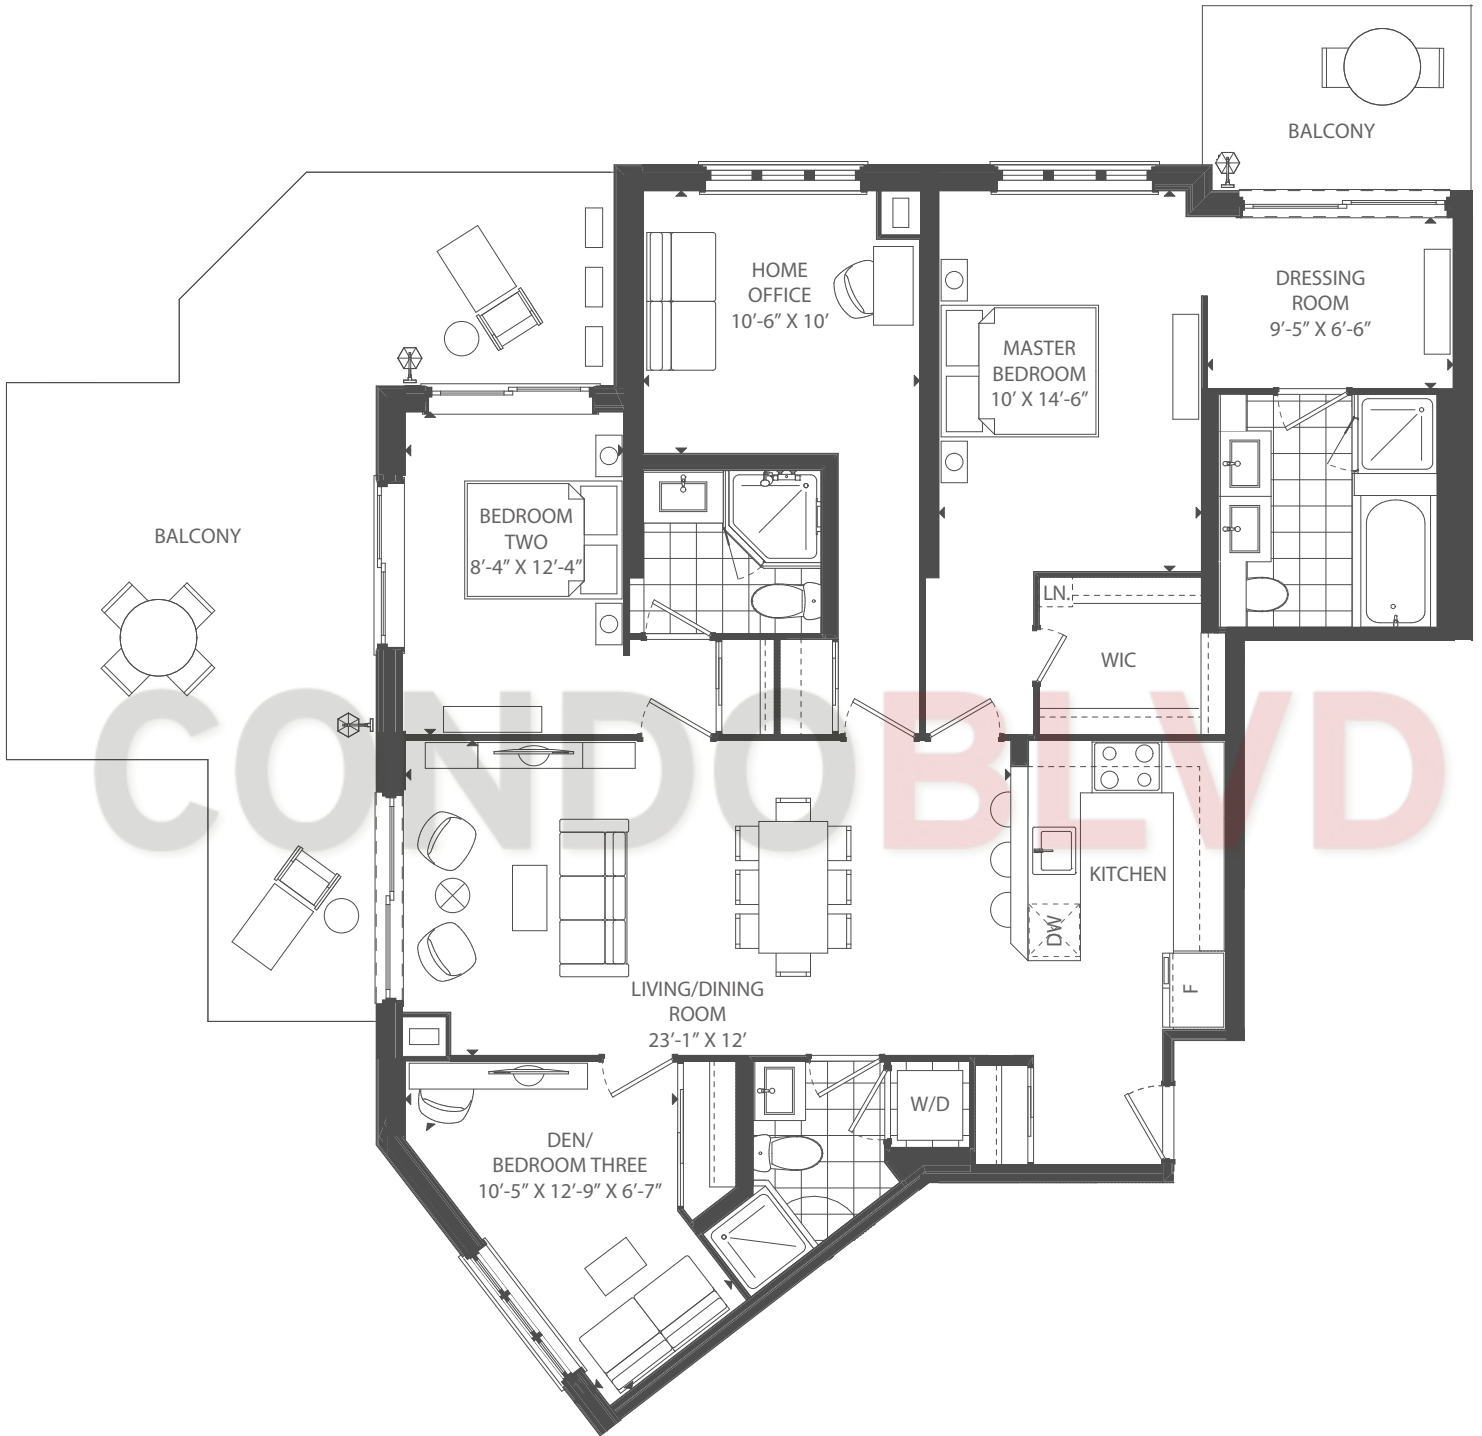 BALCONY
HOME
OFFICE
10'-6" X 10'
DRESSING
ROOM
9'-5" X 6'-6"
MASTER
BEDROOM
10' X 14'-6"
BALCONY
BEDROOM
TWO
8'-4" X 12'-4"
LN.
WIC
CONDOBLVD
KITCHEN
DW
F
LIVING/DINING
ROOM
23'-1" X 12'
W/D
DEN/
BEDROOM THREE
10'-5" X 12'-9" X 6'-7"